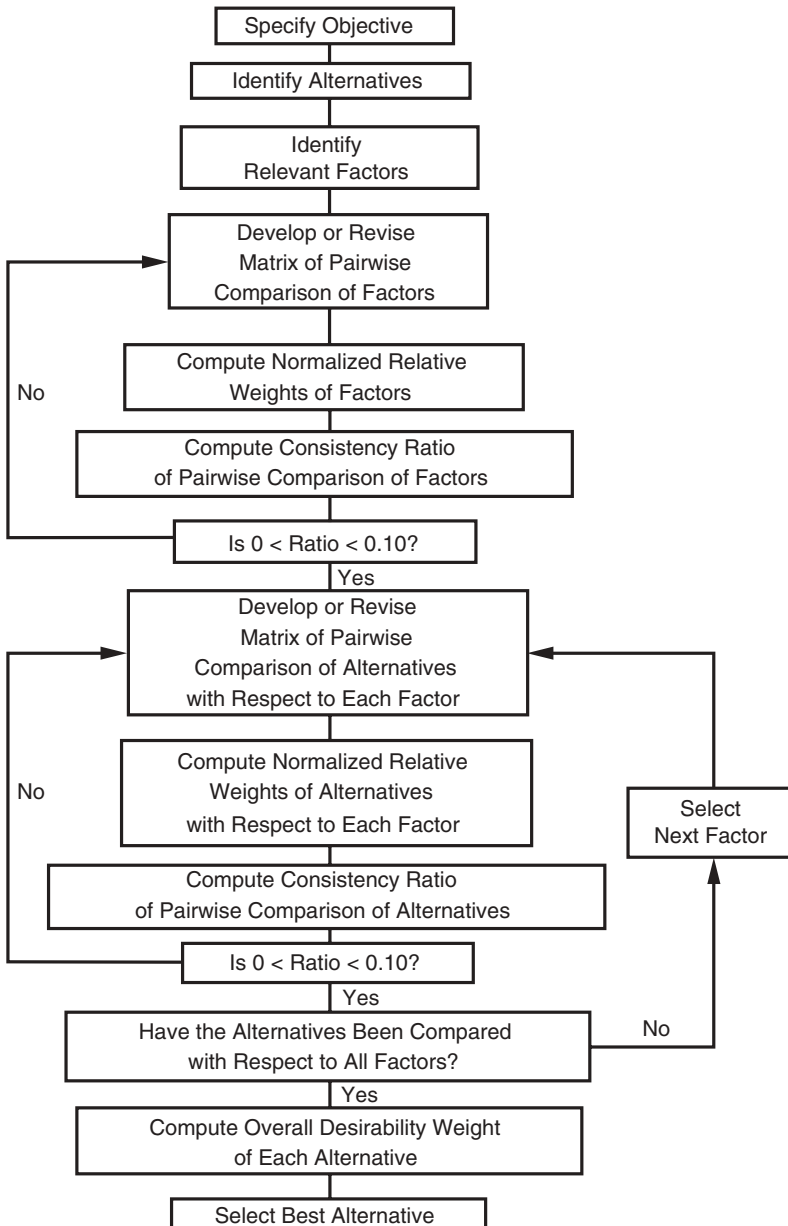 Specify Objective
Identify Alternatives
Identify
Relevant Factors
Develop or Revise
Matrix of Pairwise
Comparison of Factors
Compute Normalized Relative
Weights of Factors
No
Compute Consistency Ratio
of Pairwise Comparison of Factors
Is 0 < Ratio < 0.10?
Yes
Develop or Revise
Matrix of Pairwise
Comparison of Alternatives
with Respect to Each Factor
Compute Normalized Relative
Weights of Alternatives
with Respect to Each Factor
No
Select
Next Factor
Compute Consistency Ratio
of Pairwise Comparison of Alternatives
Is 0 < Ratio < 0.10?
Yes
Have the Alternatives Been Compared
with Respect to All Factors?
No
Yes
Compute Overall Desirability Weight
of Each Alternative
Select Best Alternative